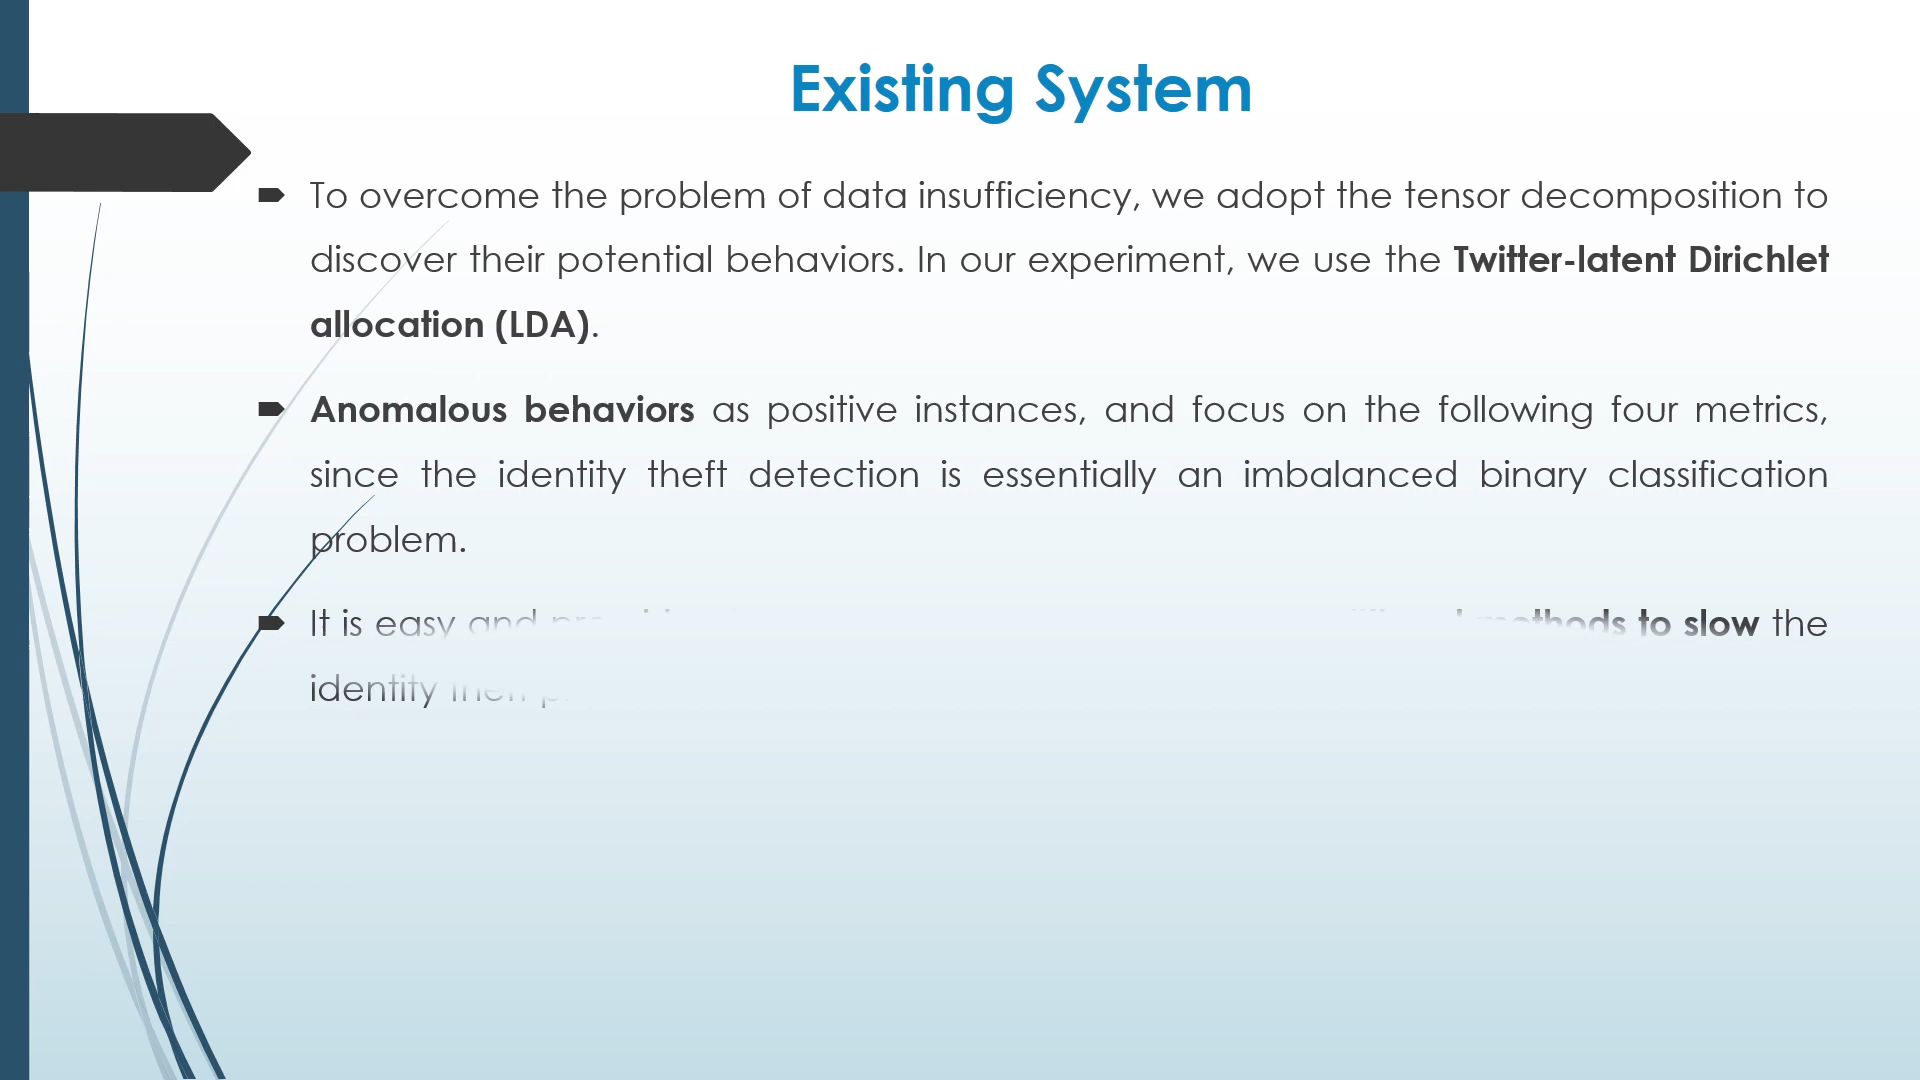 Existing System
To overcome the problem of data insufficiency, we adopt the tensor decomposition to
discover their potential behaviors. In our experiment, we use the Twitter-latent Dirichlet
allocation (LDA).
Anomalous behaviors as positive instances, and focus on the following four metrics,
since the identity theft detection is essentially an imbalanced binary classification
problem.
It is easy and methods to slow the
identity